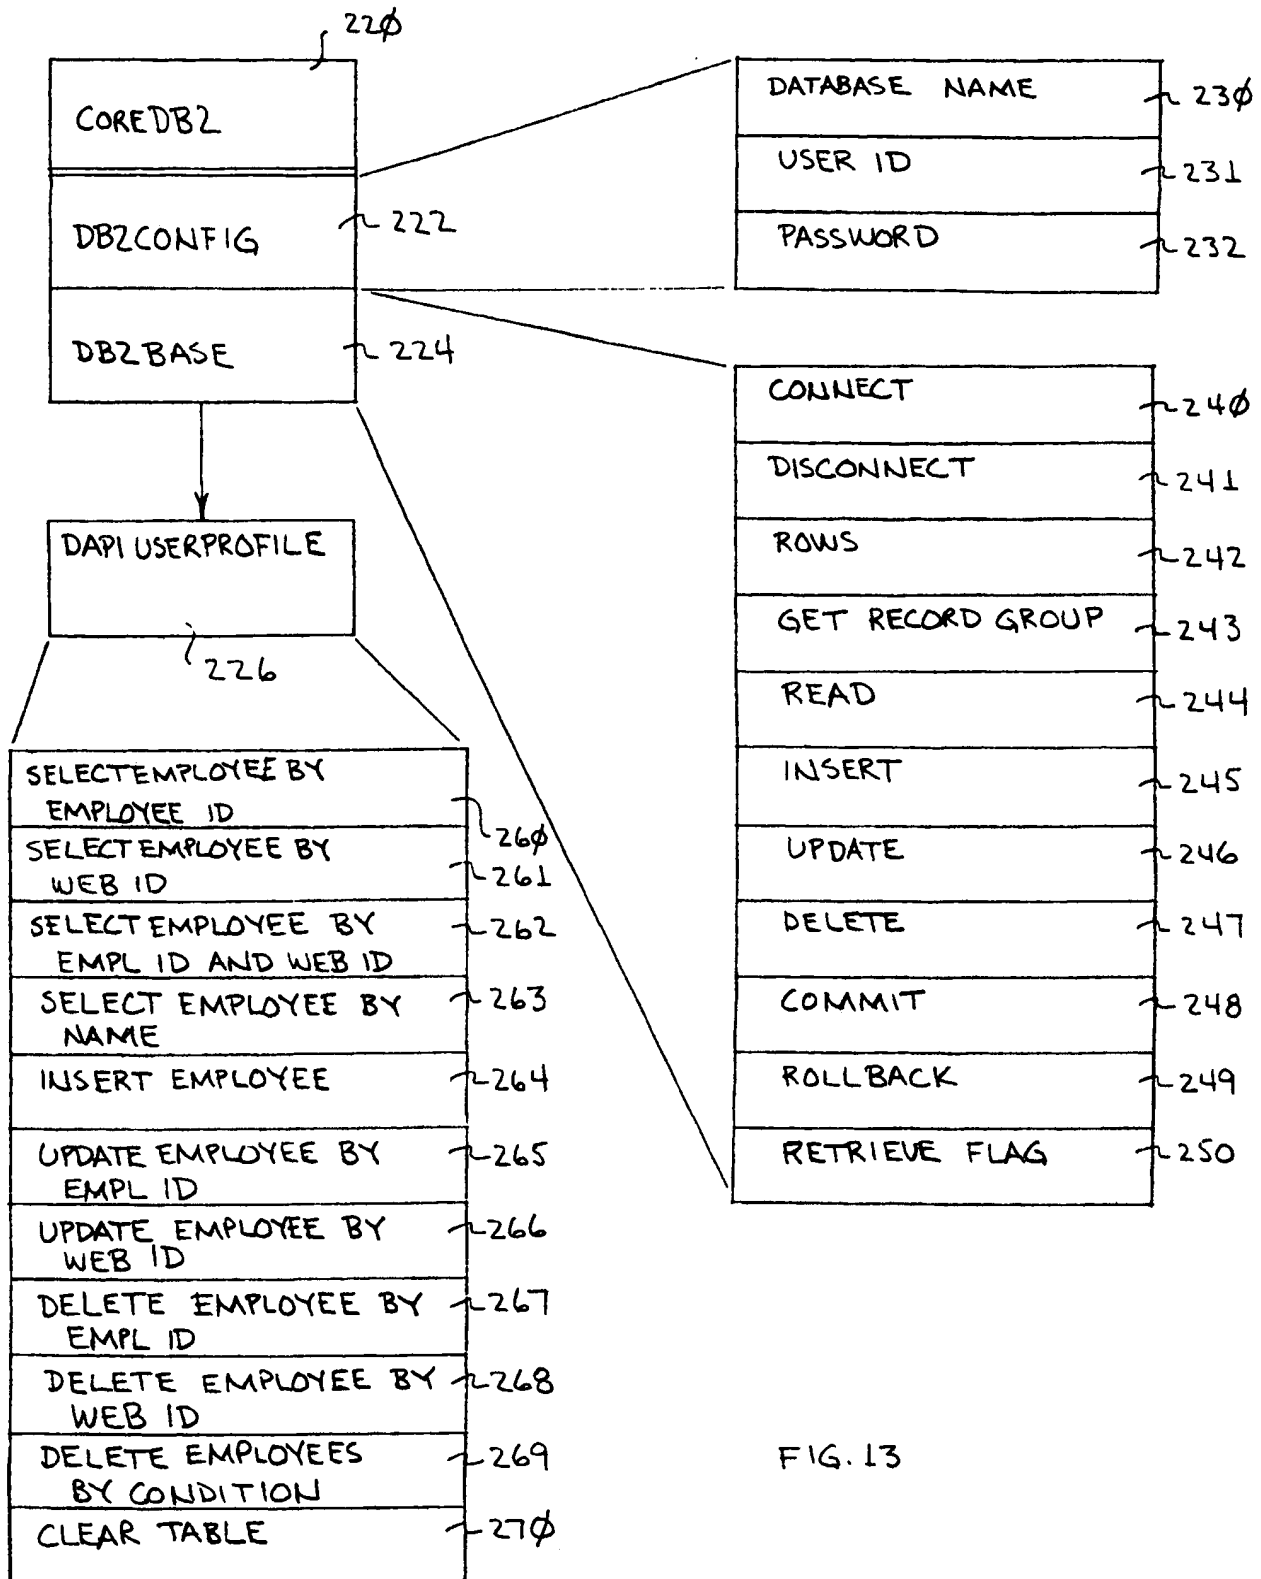 220
COREDB2
DB2CONFIG
222
DB2BASE
224
DAPI USERPROFILE
226
DATABASE NAME
230
USER ID
231
PASSWORD
232
CONNECT
240
DISCONNECT
241
ROWS
242
GET RECORD GROUP
243
READ
244
INSERT
245
UPDATE
246
DELETE
247
COMMIT
248
ROLLBACK
249
RETRIEVE FLAG
250
SELECT EMPLOYEE BY
EMPLOYEE ID
260
SELECT EMPLOYEE BY
WEB ID
261
SELECT EMPLOYEE BY
EMPL ID AND WEB ID
262
SELECT EMPLOYEE BY
NAME
263
INSERT EMPLOYEE
264
UPDATE EMPLOYEE BY
EMPL ID
265
UPDATE EMPLOYEE BY
WEB ID
266
DELETE EMPLOYEE BY
EMPL ID
267
DELETE EMPLOYEE BY
WEB ID
268
DELETE EMPLOYEES
BY CONDITION
269
CLEAR TABLE
270
FIG. 13